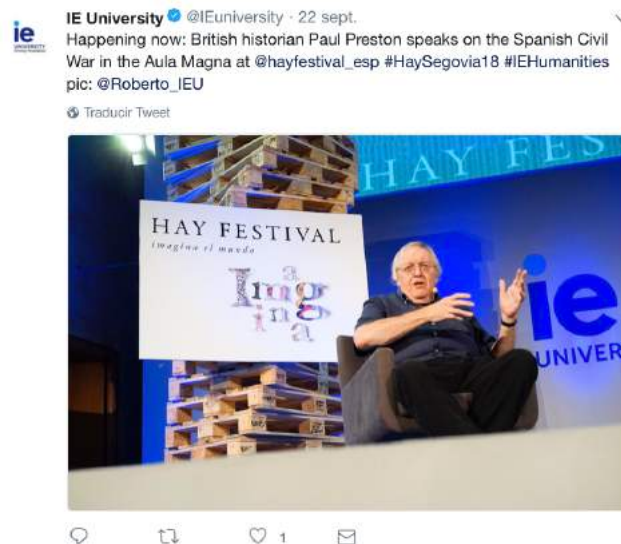 ie
UNIVERSITY
IE University @IEuniversity · 22 sept.
Happening now: British historian Paul Preston speaks on the Spanish Civil
War in the Aula Magna at @hayfestival_esp #HaySegovia18 #IEHumanities
pic: @Roberto_IEU
Traducir Tweet
HAY FES
HAY FESTIVAL
imagina el mundo
Imagina
ie
UNIVER
1